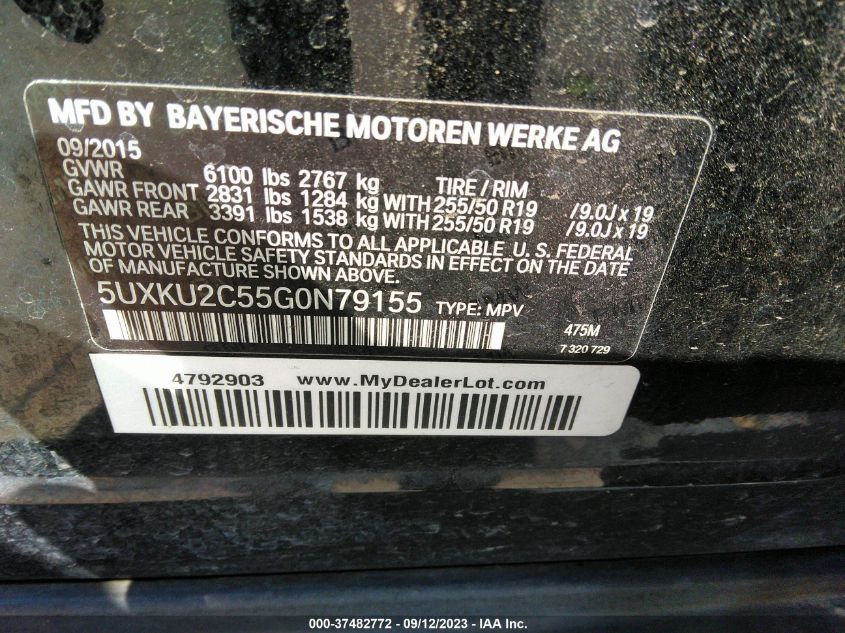 MFD BY BAYERISCHE MOTOREN WERKE AG
09/2015
GVWR 6100 lbs 2767 kg TIRE / RIM
GAWR FRONT 2831 lbs 1284 kg WITH 255/50 R19 /9.0J x 19
GAWR REAR 3391 lbs 1538 kg WITH 255/50 R19 /9.0J x 19
THIS VEHICLE CONFORMS TO ALL APPLICABLE U. S. FEDERAL
MOTOR VEHICLE SAFETY STANDARDS IN EFFECT ON THE DATE
OF MANUFACTURE SHOWN ABOVE.
5UXKU2C55G0N79155 TYPE: MPV
475M
7 320 729
4792903 www.MyDealerLot.com
000-37482772 - 09/12/2023 - IAA Inc.